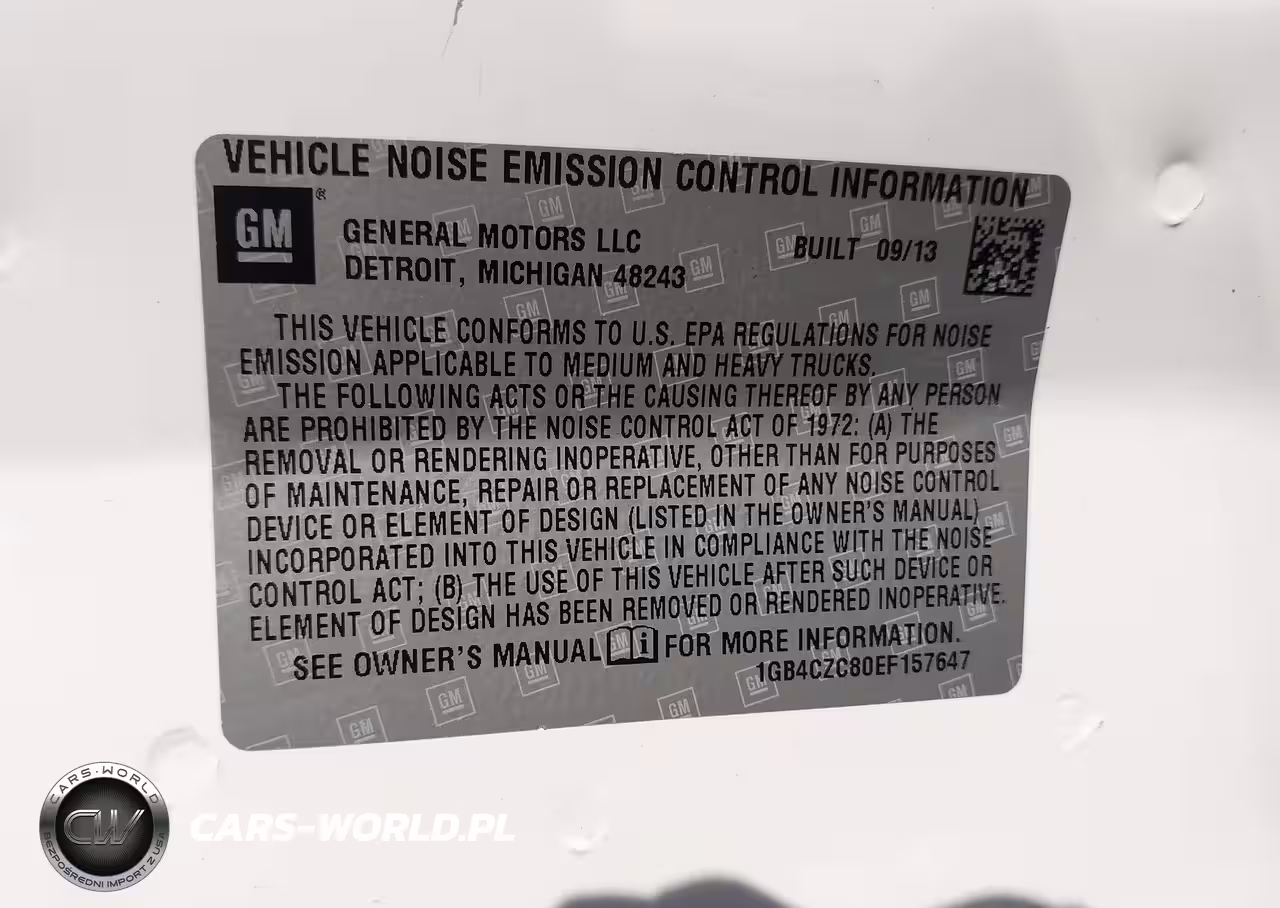 VEHICLE NOISE EMISSION CONTROL INFORMATION
GM®
GENERAL MOTORS LLC
BUILT 09/13
DETROIT, MICHIGAN 48243
THIS VEHICLE CONFORMS TO U.S. EPA REGULATIONS FOR NOISE
EMISSION APPLICABLE TO MEDIUM AND HEAVY TRUCKS.
THE FOLLOWING ACTS OR THE CAUSING THEREOF BY ANY PERSON
ARE PROHIBITED BY THE NOISE CONTROL ACT OF 1972: (A) THE
REMOVAL OR RENDERING INOPERATIVE, OTHER THAN FOR PURPOSES
OF MAINTENANCE, REPAIR OR REPLACEMENT OF ANY NOISE CONTROL
DEVICE OR ELEMENT OF DESIGN (LISTED IN THE OWNER'S MANUAL)
INCORPORATED INTO THIS VEHICLE IN COMPLIANCE WITH THE NOISE
CONTROL ACT; (B) THE USE OF THIS VEHICLE AFTER SUCH DEVICE OR
ELEMENT OF DESIGN HAS BEEN REMOVED OR RENDERED INOPERATIVE.
SEE OWNER'S MANUAL i FOR MORE INFORMATION.
1GB4CZC80EF157647
CARS-WORLD
CW
BEZPOŚREDNI IMPORT Z USA
CARS-WORLD.PL